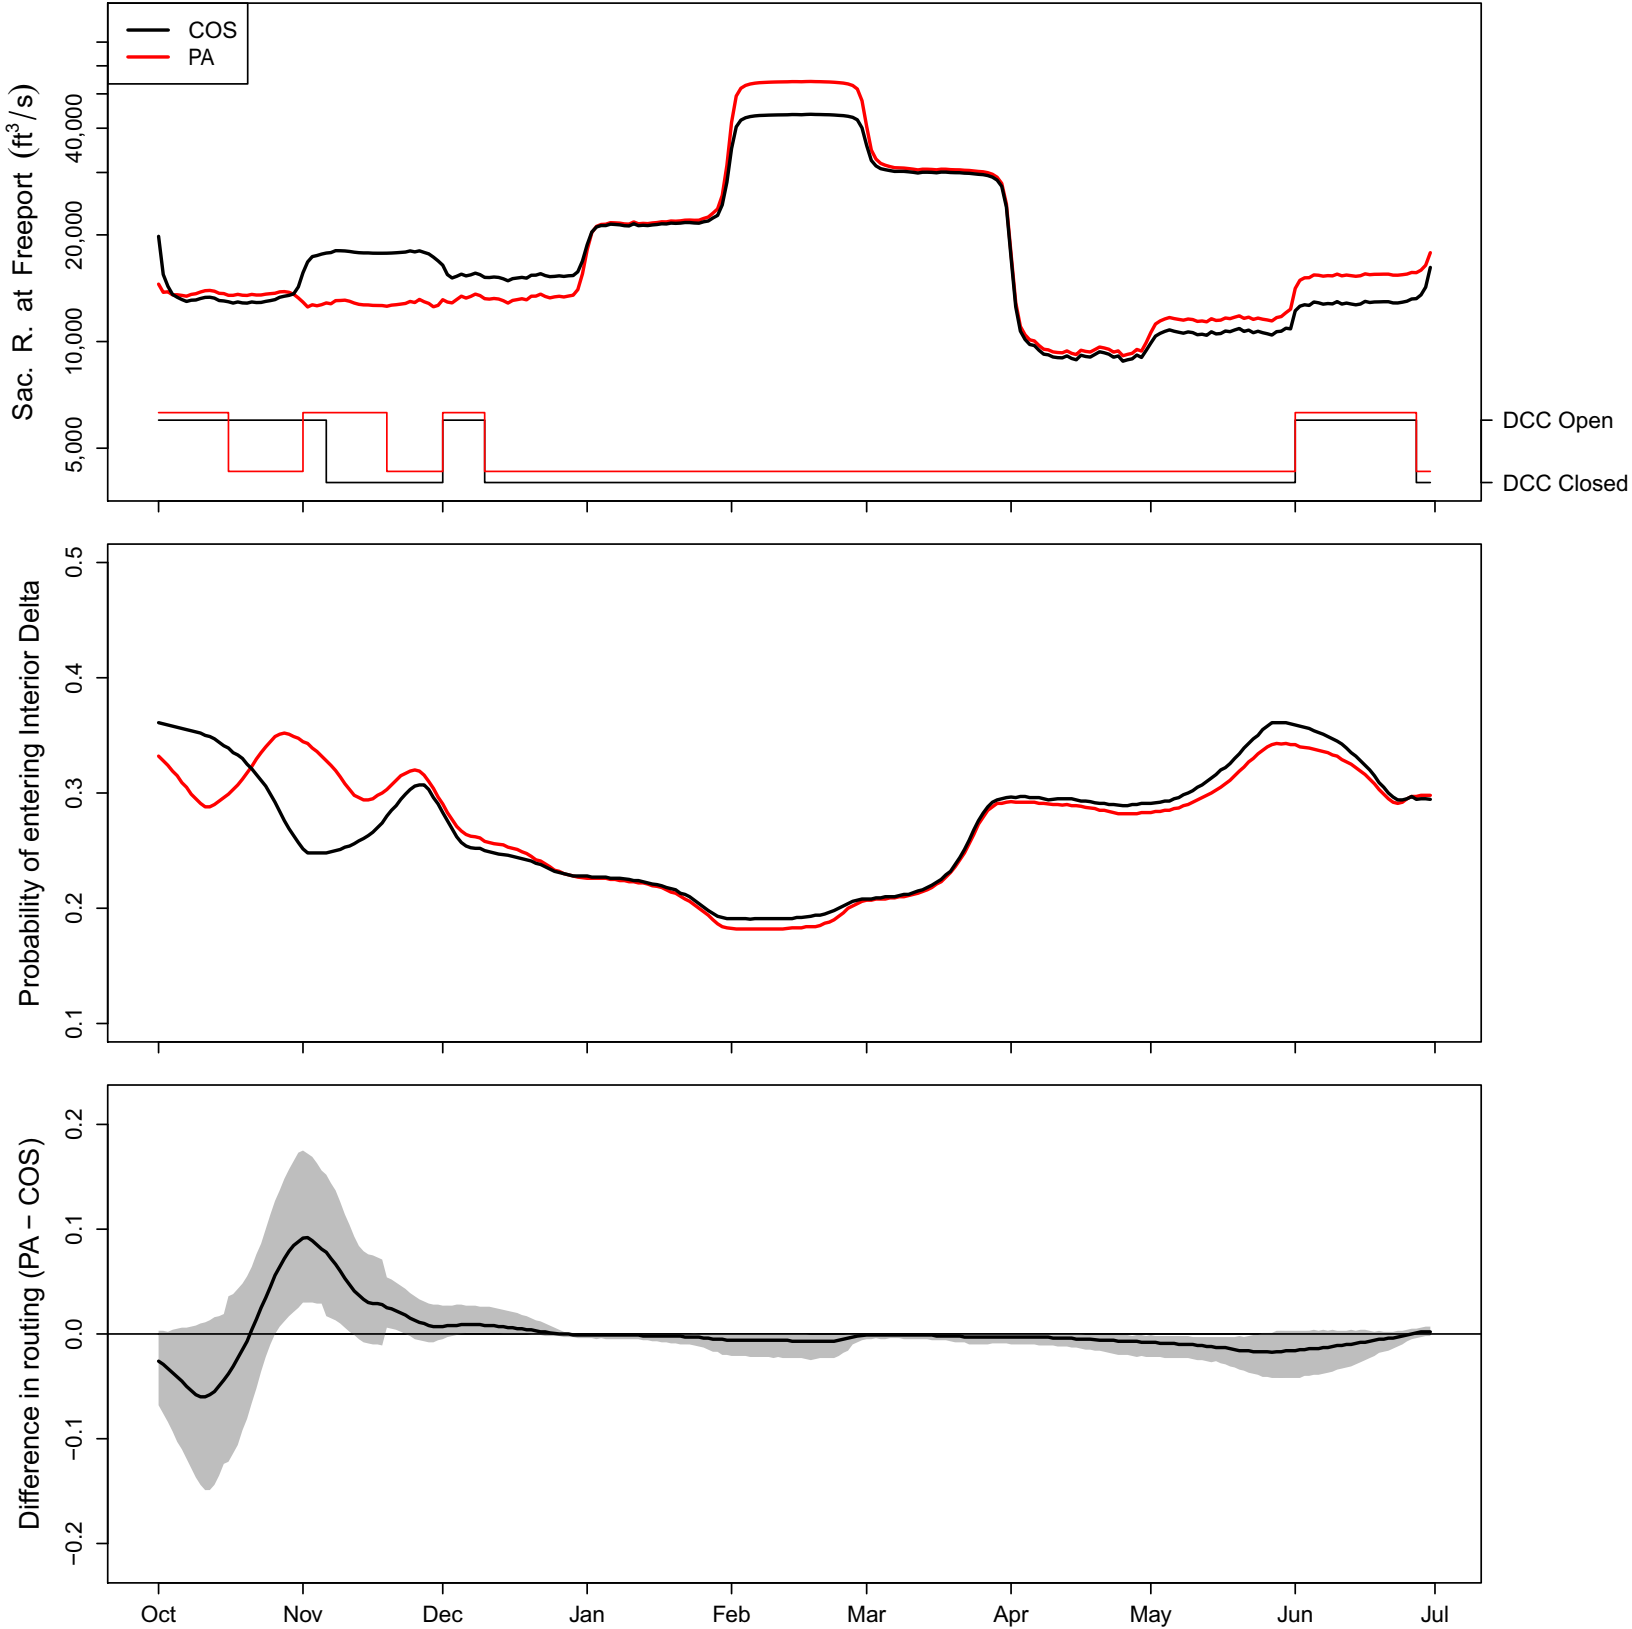 COS
PA
Sac. R. at Freeport (ft³/s)
40,000
20,000
10,000
5,000
DCC Open
DCC Closed
Probability of entering Interior Delta
0.5
0.4
0.3
0.2
0.1
Difference in routing (PA − COS)
0.2
0.1
0.0
−0.1
−0.2
Oct Nov Dec Jan Feb Mar Apr May Jun Jul